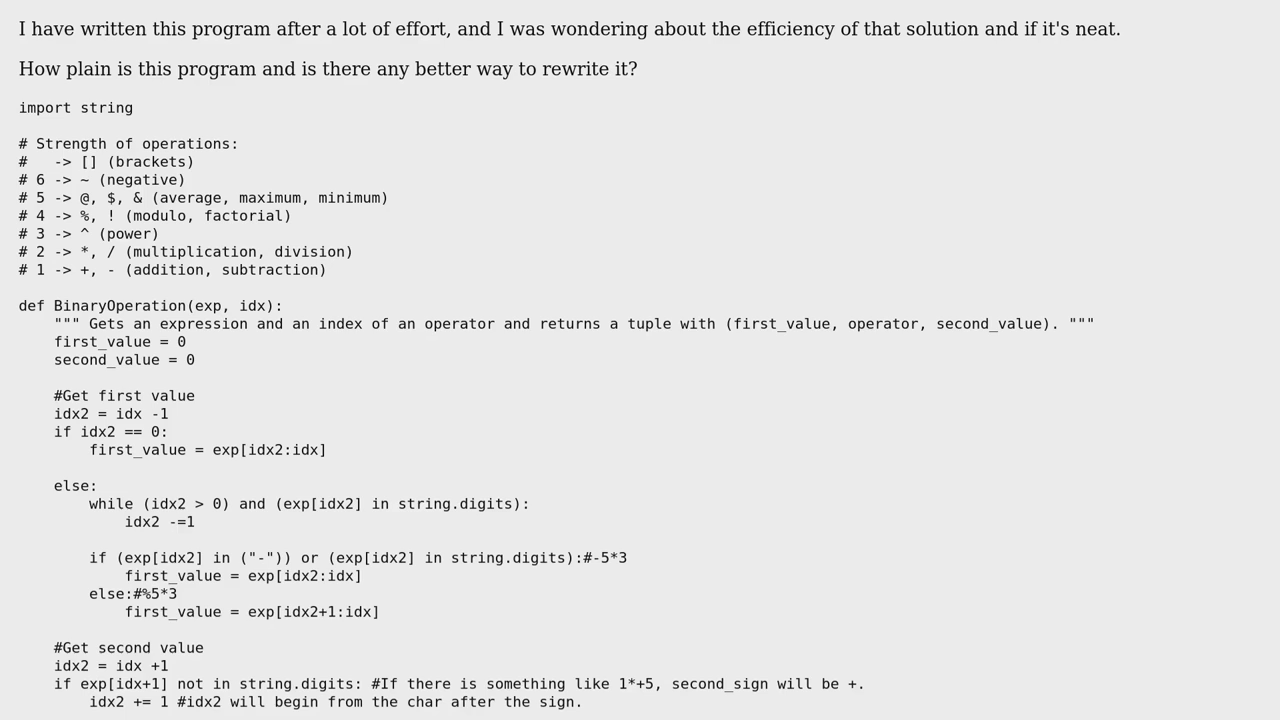 I have written this program after a lot of effort, and I was wondering about the efficiency of that solution and if it's neat.
How plain is this program and is there any better way to rewrite it?
import string
# Strength of operations:
#   -> [] (brackets)
# 6 -> ~ (negative)
# 5 -> @, $, & (average, maximum, minimum)
# 4 -> %, ! (modulo, factorial)
# 3 -> ^ (power)
# 2 -> *, / (multiplication, division)
# 1 -> +, - (addition, subtraction)
def BinaryOperation(exp, idx):
    """ Gets an expression and an index of an operator and returns a tuple with (first_value, operator, second_value). """
    first_value = 0
    second_value = 0
    #Get first value
    idx2 = idx -1
    if idx2 == 0:
        first_value = exp[idx2:idx]
    else:
        while (idx2 > 0) and (exp[idx2] in string.digits):
            idx2 -=1
        if (exp[idx2] in ("-")) or (exp[idx2] in string.digits):#-5*3
            first_value = exp[idx2:idx]
        else:#%5*3
            first_value = exp[idx2+1:idx]
    #Get second value
    idx2 = idx +1
    if exp[idx+1] not in string.digits: #If there is something like 1*+5, second_sign will be +.
        idx2 += 1 #idx2 will begin from the char after the sign.